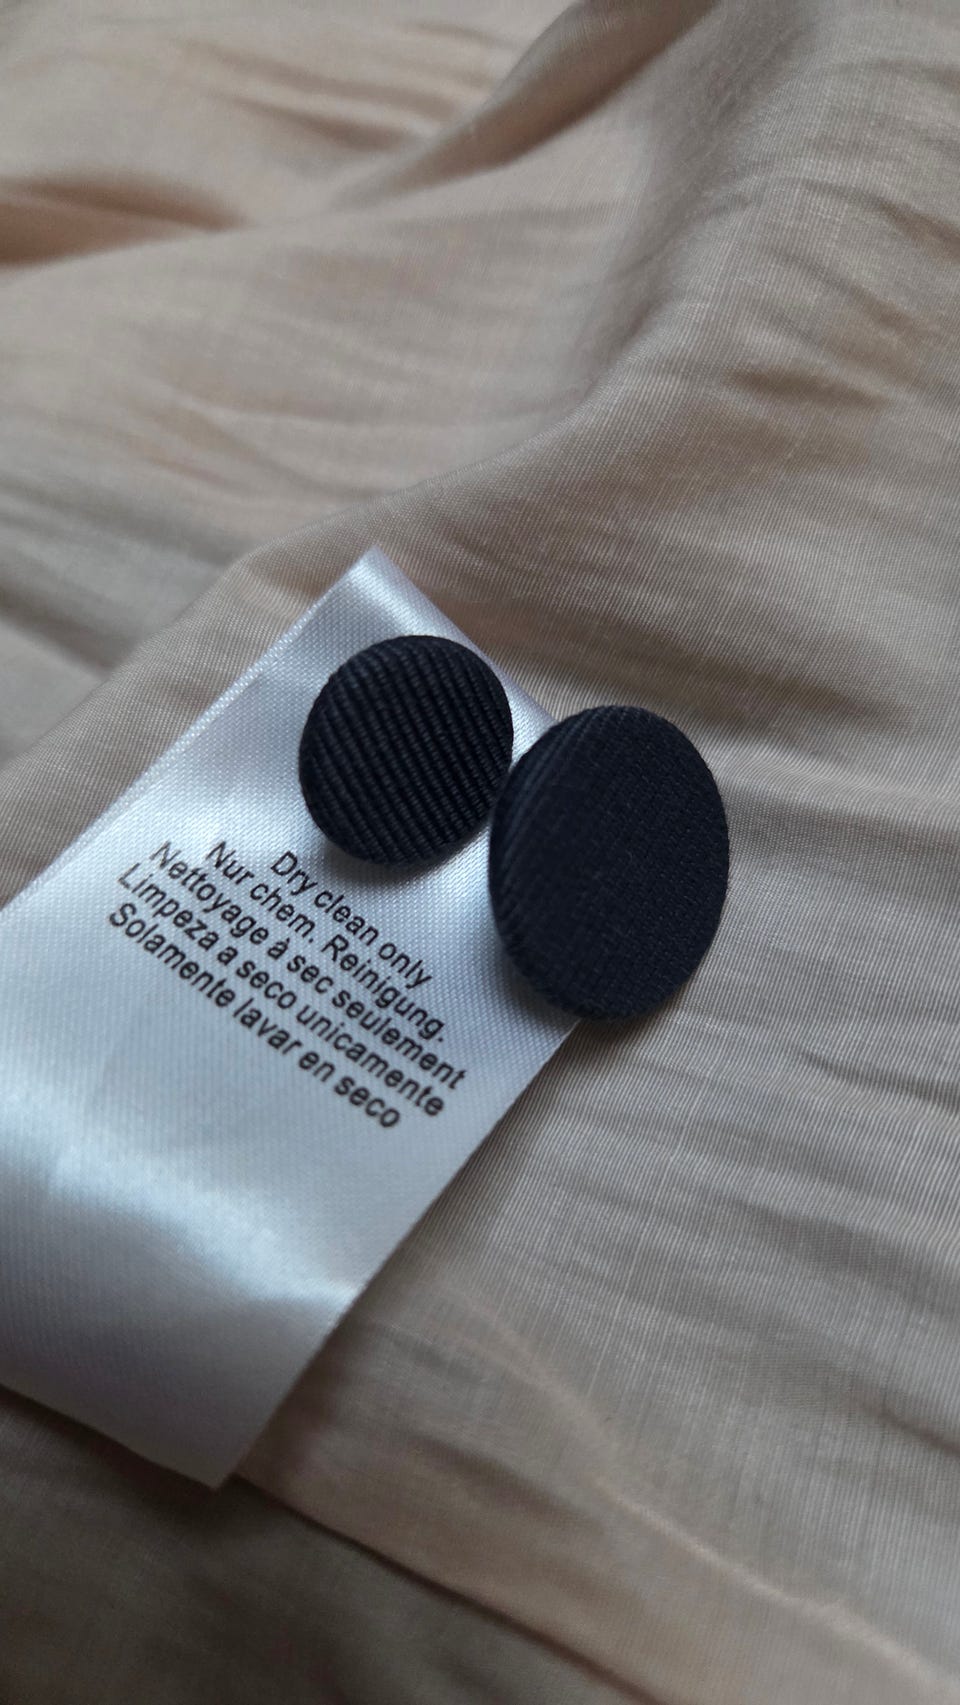 Dry clean only
Nur chem. Reinigung.
Nettoyage à sec seulement
Limpeza a seco unicamente
Solamente lavar en seco